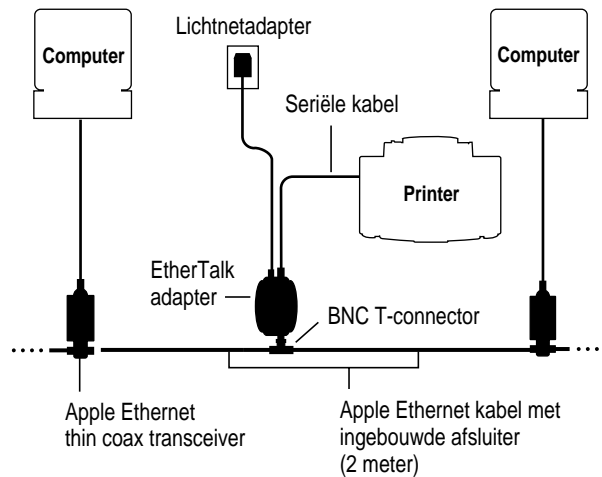 Lichtnetadapter
Computer
Computer
Seriële kabel
Printer
EtherTalk
adapter
BNC T-connector
Apple Ethernet
thin coax transceiver
Apple Ethernet kabel met
ingebouwde afsluiter
(2 meter)